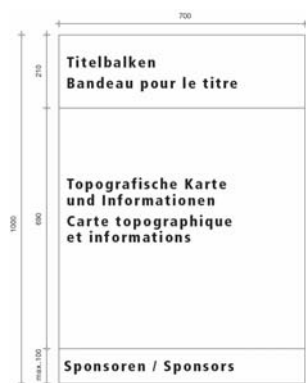 700
210
Titelbalken
Bandeau pour le titre
1000
690
Topografische Karte
und Informationen
Carte topographique
et informations
max.100
Sponsoren / Sponsors